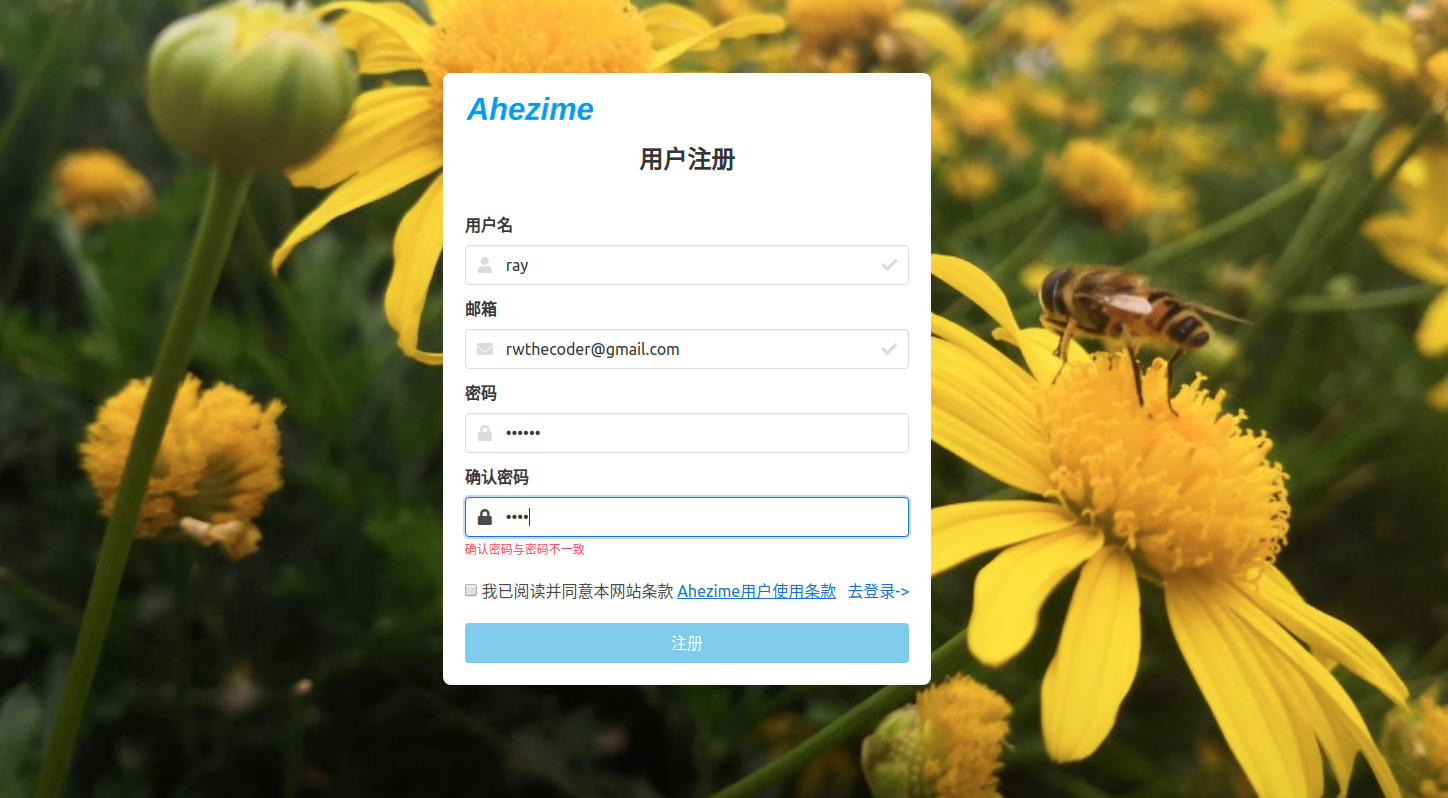 Ahezime
用户注册
用户名
ray
邮箱
rwthecoder@gmail.com
密码
••••••
确认密码
••••
确认密码与密码不一致
我已阅读并同意本网站条款 Ahezime用户使用条款 去登录->
注册